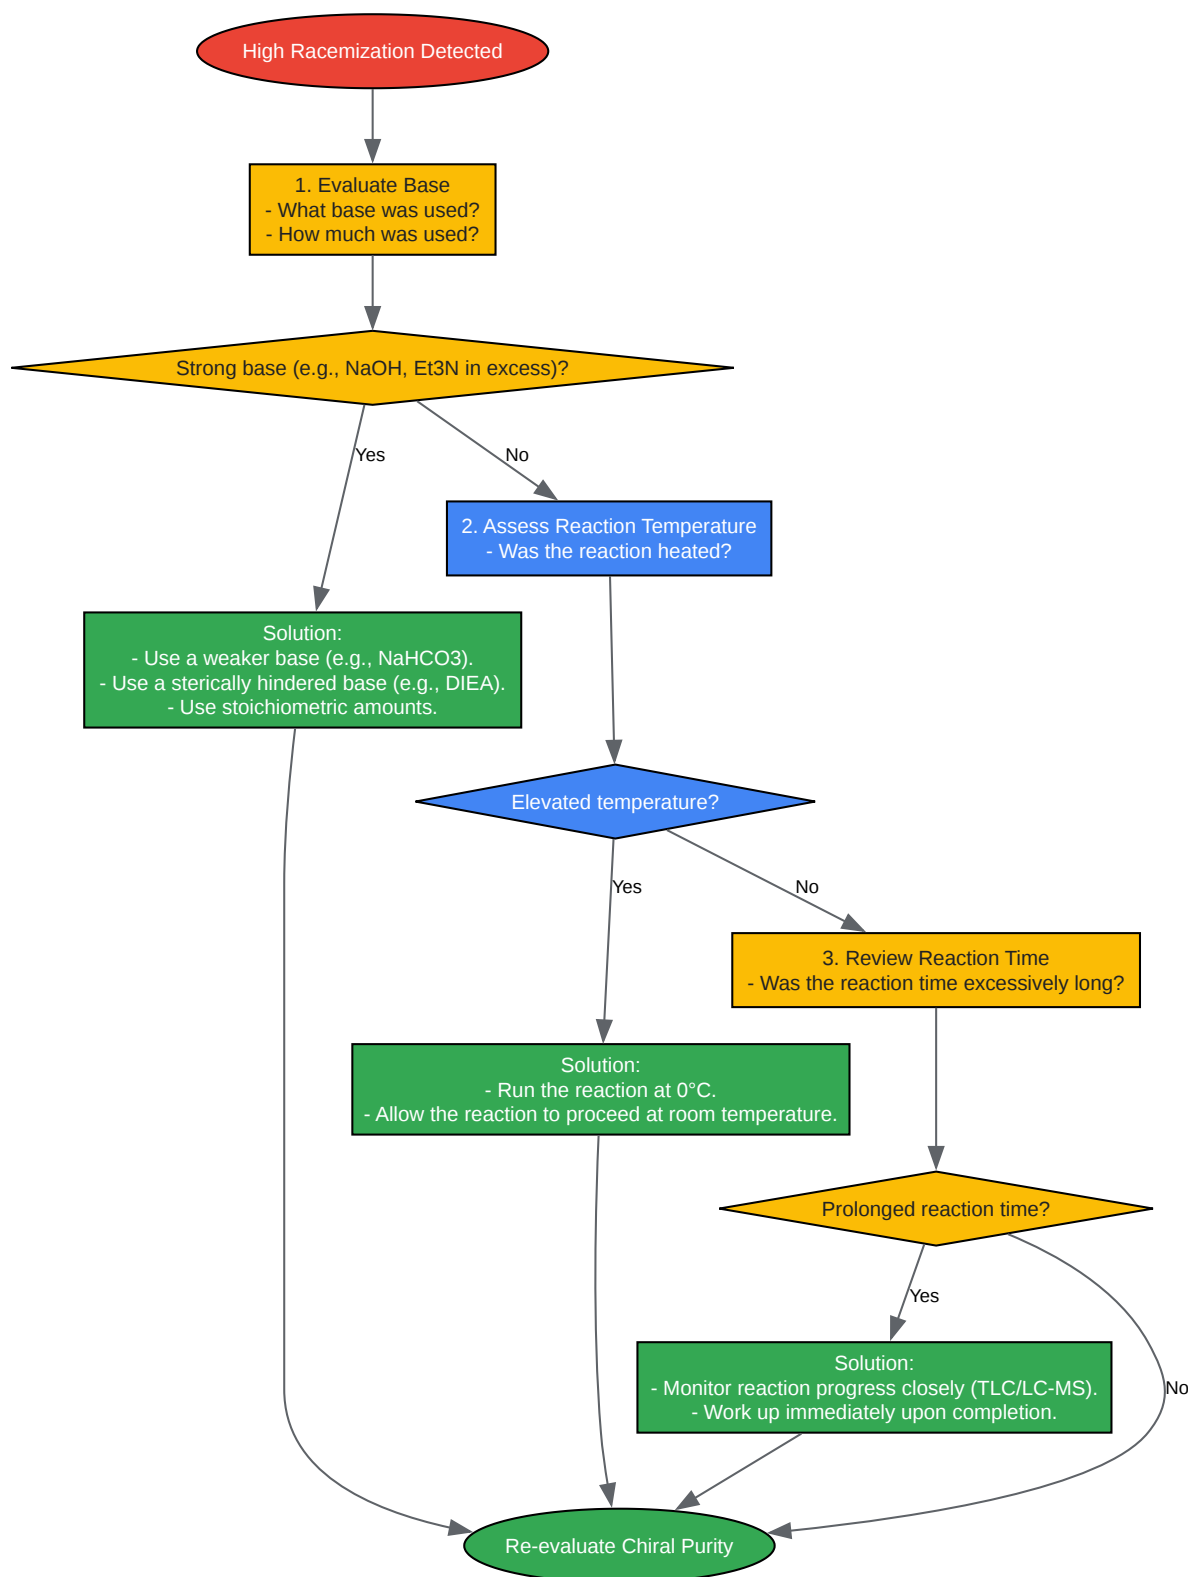 High Racemization Detected
1. Evaluate Base
- What base was used?
- How much was used?
Strong base (e.g., NaOH, Et3N in excess)?
Yes
No
2. Assess Reaction Temperature
- Was the reaction heated?
Solution:
- Use a weaker base (e.g., NaHCO3).
- Use a sterically hindered base (e.g., DIEA).
- Use stoichiometric amounts.
Elevated temperature?
Yes
No
3. Review Reaction Time
- Was the reaction time excessively long?
Solution:
- Run the reaction at 0°C.
- Allow the reaction to proceed at room temperature.
Prolonged reaction time?
Yes
No
Solution:
- Monitor reaction progress closely (TLC/LC-MS).
- Work up immediately upon completion.
Re-evaluate Chiral Purity